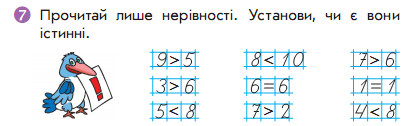 7 Прочитай лише нерівності. Установи, чи є вони
істинні.
9>5 8<10 7>6
3>6 6=6 1=1
5<8 7>2 4<8